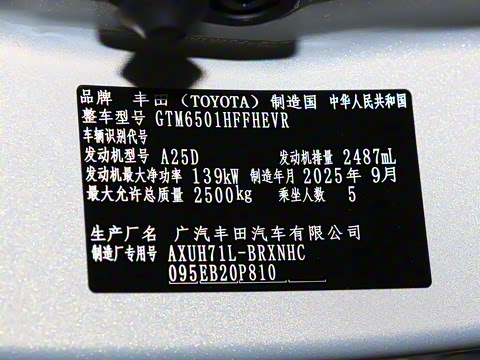 品牌 丰田（TOYOTA）制造国 中华人民共和国
整车型号 GTM6501HFFHEVR
车辆识别代号
发动机型号 A25D 发动机排量 2487mL
发动机最大净功率 139kW 制造年月 2025年9月
最大允许总质量 2500kg 乘坐人数 5
生产厂名 广汽丰田汽车有限公司
制造厂专用号 AXUH71L-BRXNHC
095EB20P810